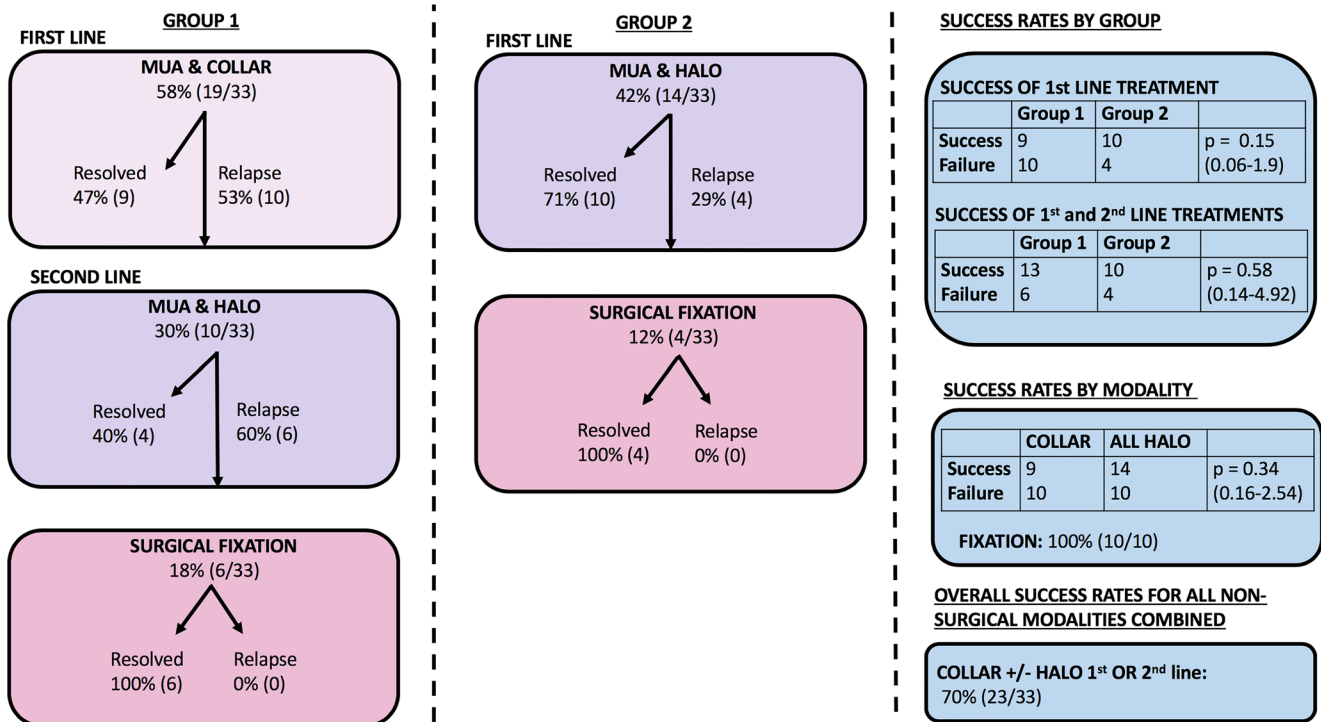 GROUP 1
FIRST LINE
MUA & COLLAR
58% (19/33)
Resolved Relapse
47% (9) 53% (10)
SECOND LINE
MUA & HALO
30% (10/33)
Resolved Relapse
40% (4) 60% (6)
SURGICAL FIXATION
18% (6/33)
Resolved Relapse
100% (6) 0% (0)
GROUP 2
FIRST LINE
MUA & HALO
42% (14/33)
Resolved Relapse
71% (10) 29% (4)
SURGICAL FIXATION
12% (4/33)
Resolved Relapse
100% (4) 0% (0)
SUCCESS RATES BY GROUP
SUCCESS OF 1st LINE TREATMENT
Group 1 Group 2
Success 9 10 p = 0.15
Failure 10 4 (0.06-1.9)
SUCCESS OF 1st and 2nd LINE TREATMENTS
Group 1 Group 2
Success 13 10 p = 0.58
Failure 6 4 (0.14-4.92)
SUCCESS RATES BY MODALITY
COLLAR ALL HALO
Success 9 14 p = 0.34
Failure 10 10 (0.16-2.54)
FIXATION: 100% (10/10)
OVERALL SUCCESS RATES FOR ALL NON-
SURGICAL MODALITIES COMBINED
COLLAR +/- HALO 1st OR 2nd line:
70% (23/33)